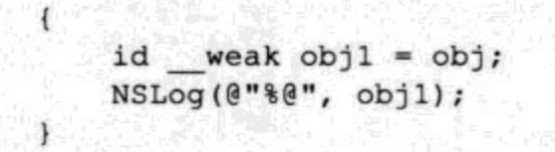 {
    id __weak obj1 = obj;
    NSLog(@"%@", obj1);
}